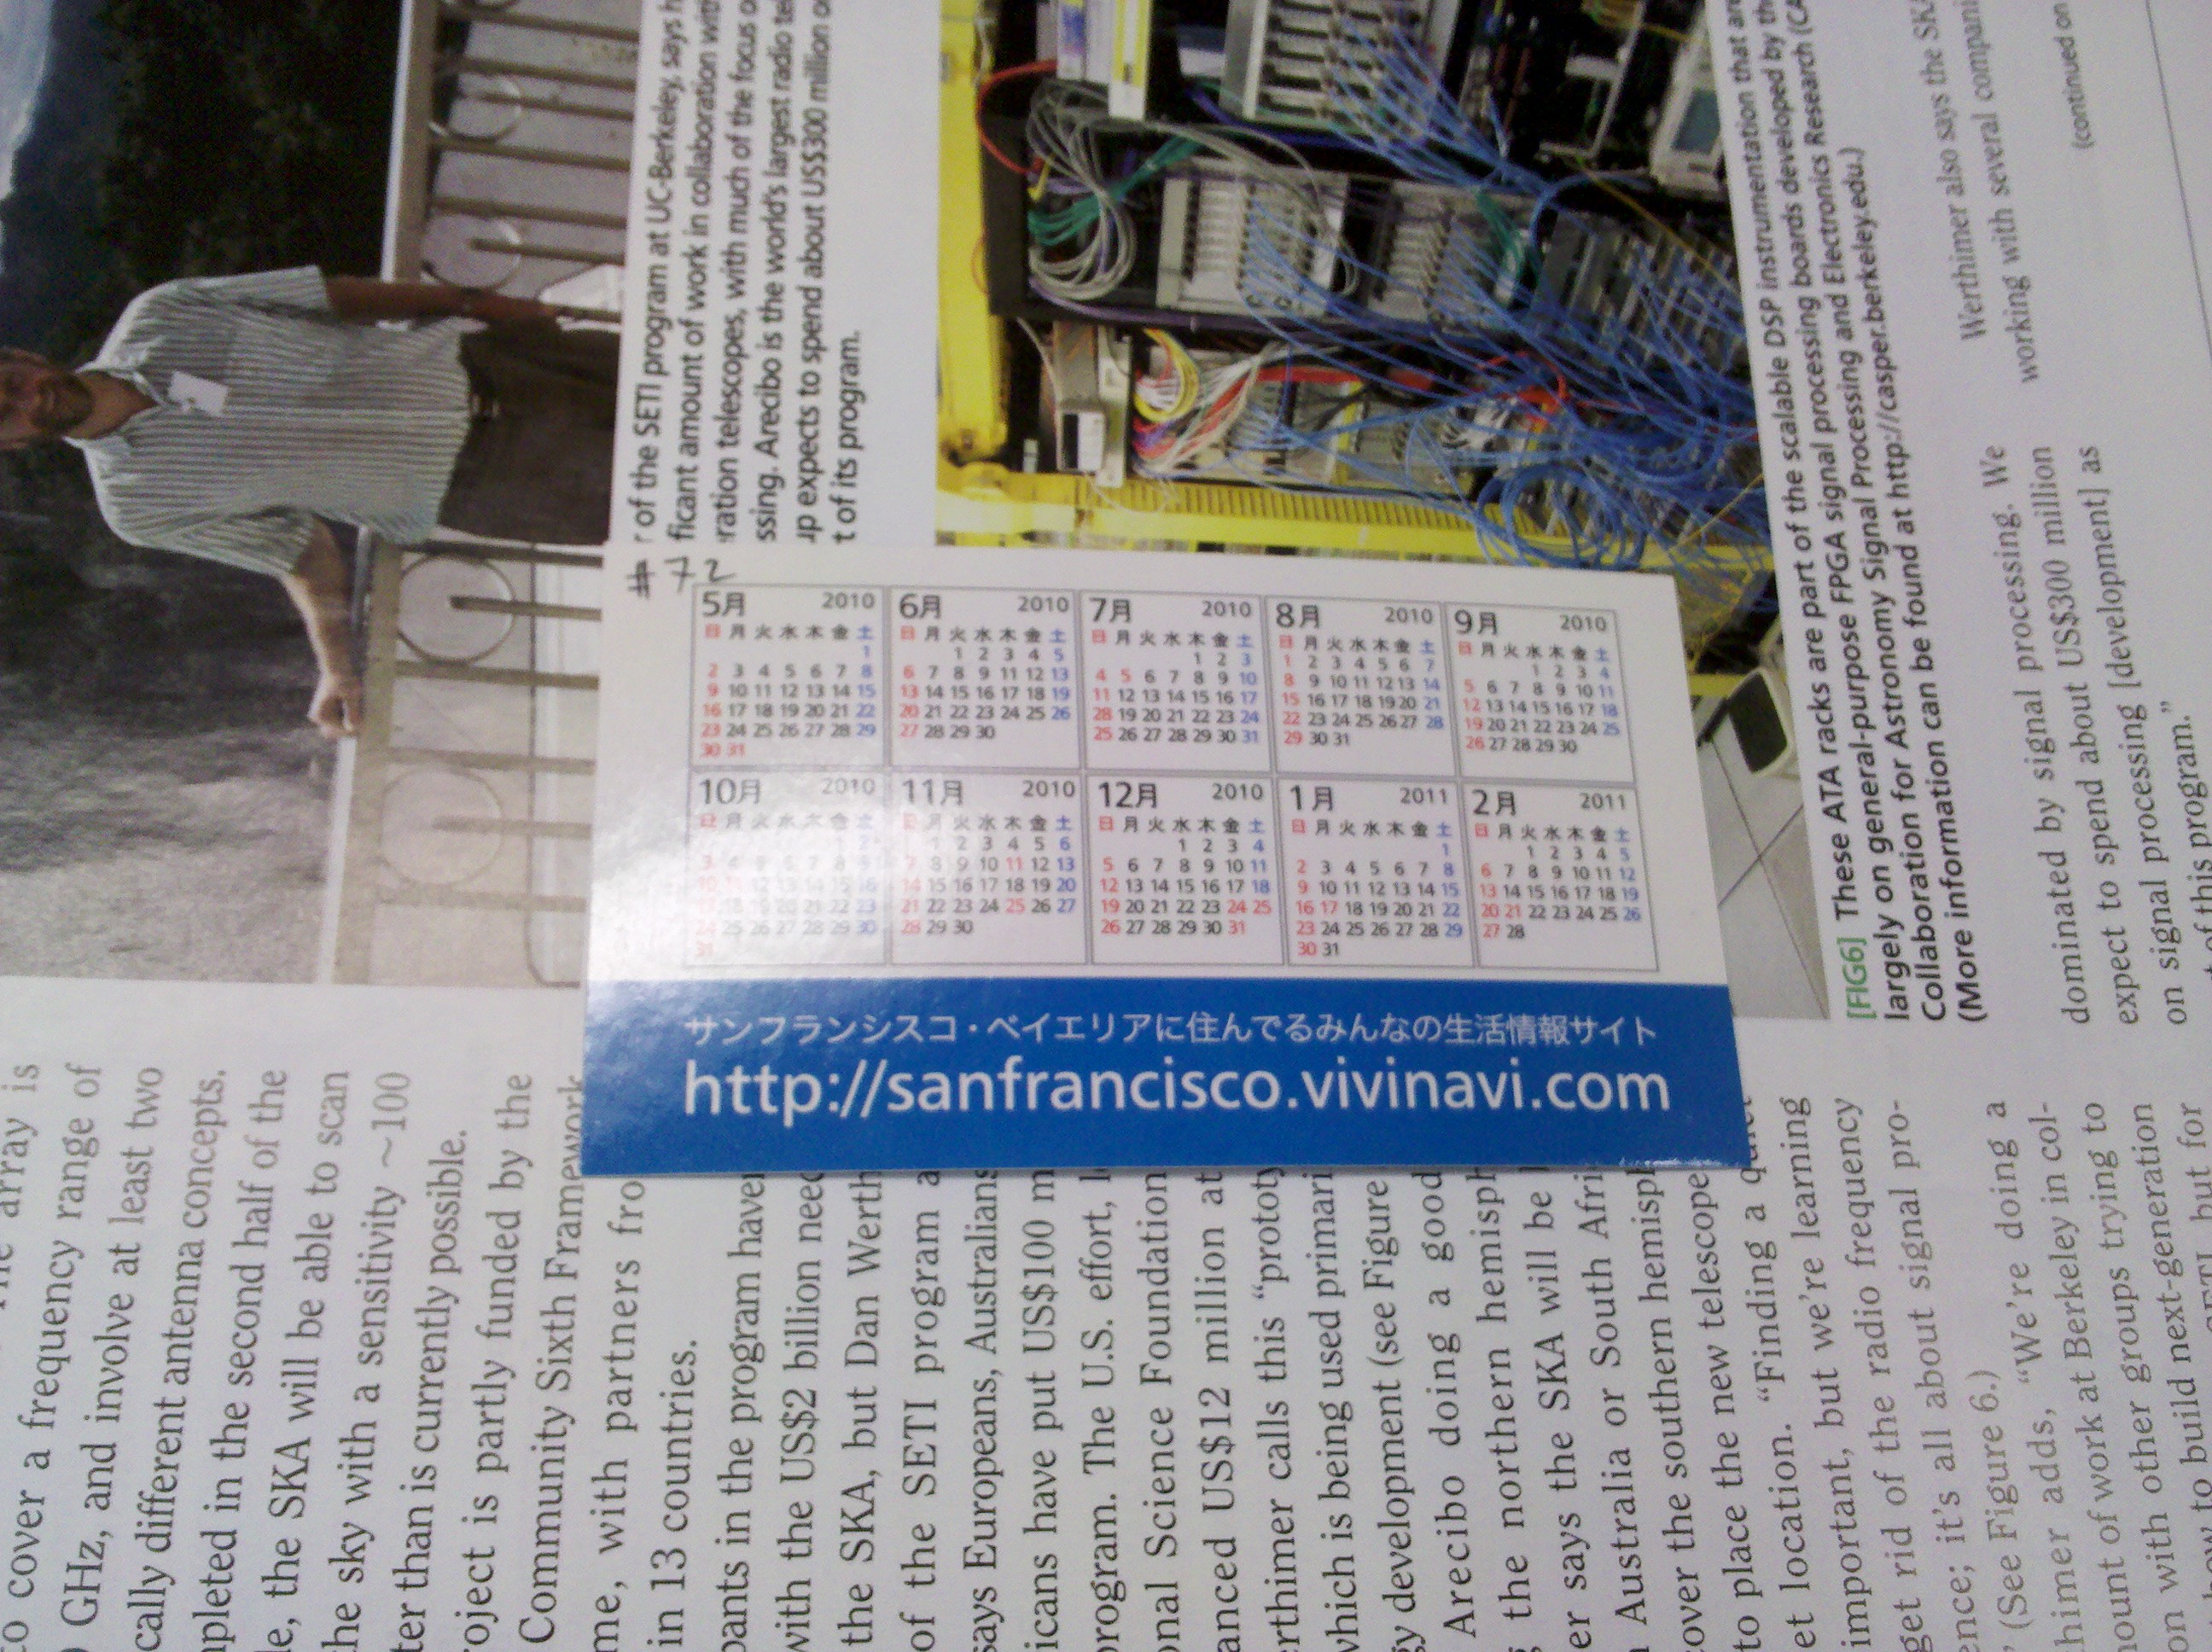 # 72
5月 2010
日 月 火 水 木 金 土
1
2 3 4 5 6 7 8
9 10 11 12 13 14 15
16 17 18 19 20 21 22
23 24 25 26 27 28 29
30 31
6月 2010
日 月 火 水 木 金 土
1 2 3 4 5
6 7 8 9 10 11 12
13 14 15 16 17 18 19
20 21 22 23 24 25 26
27 28 29 30
7月 2010
日 月 火 水 木 金 土
1 2 3
4 5 6 7 8 9 10
11 12 13 14 15 16 17
18 19 20 21 22 23 24
25 26 27 28 29 30 31
8月 2010
日 月 火 水 木 金 土
1 2 3 4 5 6 7
8 9 10 11 12 13 14
15 16 17 18 19 20 21
22 23 24 25 26 27 28
29 30 31
9月 2010
日 月 火 水 木 金 土
1 2 3 4
5 6 7 8 9 10 11
12 13 14 15 16 17 18
19 20 21 22 23 24 25
26 27 28 29 30
10月 2010
日 月 火 水 木 金 土
1 2
3 4 5 6 7 8 9
10 11 12 13 14 15 16
17 18 19 20 21 22 23
24 25 26 27 28 29 30
31
11月 2010
日 月 火 水 木 金 土
1 2 3 4 5 6
7 8 9 10 11 12 13
14 15 16 17 18 19 20
21 22 23 24 25 26 27
28 29 30
12月 2010
日 月 火 水 木 金 土
1 2 3 4
5 6 7 8 9 10 11
12 13 14 15 16 17 18
19 20 21 22 23 24 25
26 27 28 29 30 31
1月 2011
日 月 火 水 木 金 土
1
2 3 4 5 6 7 8
9 10 11 12 13 14 15
16 17 18 19 20 21 22
23 24 25 26 27 28 29
30 31
2月 2011
日 月 火 水 木 金 土
1 2 3 4 5
6 7 8 9 10 11 12
13 14 15 16 17 18 19
20 21 22 23 24 25 26
27 28
サンフランシスコ・ベイエリアに住んでるみんなの生活情報サイト
http://sanfrancisco.vivinavi.com
r of the SETI program at UC-Berkeley, says h
ficant amount of work in collaboration with
ration telescopes, with much of the focus o
ssing. Arecibo is the world's largest radio tel
up expects to spend about US$300 million o
t of its program.
[FIG6] These ATA racks are part of the scalable DSP instrumentation that are
largely on general-purpose FPGA signal processing boards developed by th
Collaboration for Astronomy Signal Processing and Electronics Research (CA
(More information can be found at http://casper.berkeley.edu.)
array is
to cover a frequency range of
GHz, and involve at least two
cally different antenna concepts.
pleted in the second half of the
e, the SKA will be able to scan
he sky with a sensitivity ~100
ter than is currently possible.
roject is partly funded by the
Community Sixth Framework
me, with partners fro
in 13 countries.
pants in the program have
with the US$2 billion need
the SKA, but Dan Werth
of the SETI program a
says Europeans, Australians
icans have put US$100 m
program. The U.S. effort, l
onal Science Foundation
anced US$12 million at
erthimer calls this “prototy
which is being used primari
gy development (see Figure
Arecibo doing a good
the northern hemisph
er says the SKA will be
Australia or South Afri
cover the southern hemisph
to place the new telescope
et location. “Finding a quiet
important, but we're learning
get rid of the radio frequency
ence; it's all about signal pro-
” (See Figure 6.)
himer adds, “We're doing a
ount of work at Berkeley in col-
on with other groups trying to
how to build next-generation
SETI, but for
dominated by signal processing. We
expect to spend about US$300 million
on signal processing [development] as
t of this program.”
Werthimer also says the SKA
working with several compani
(continued on